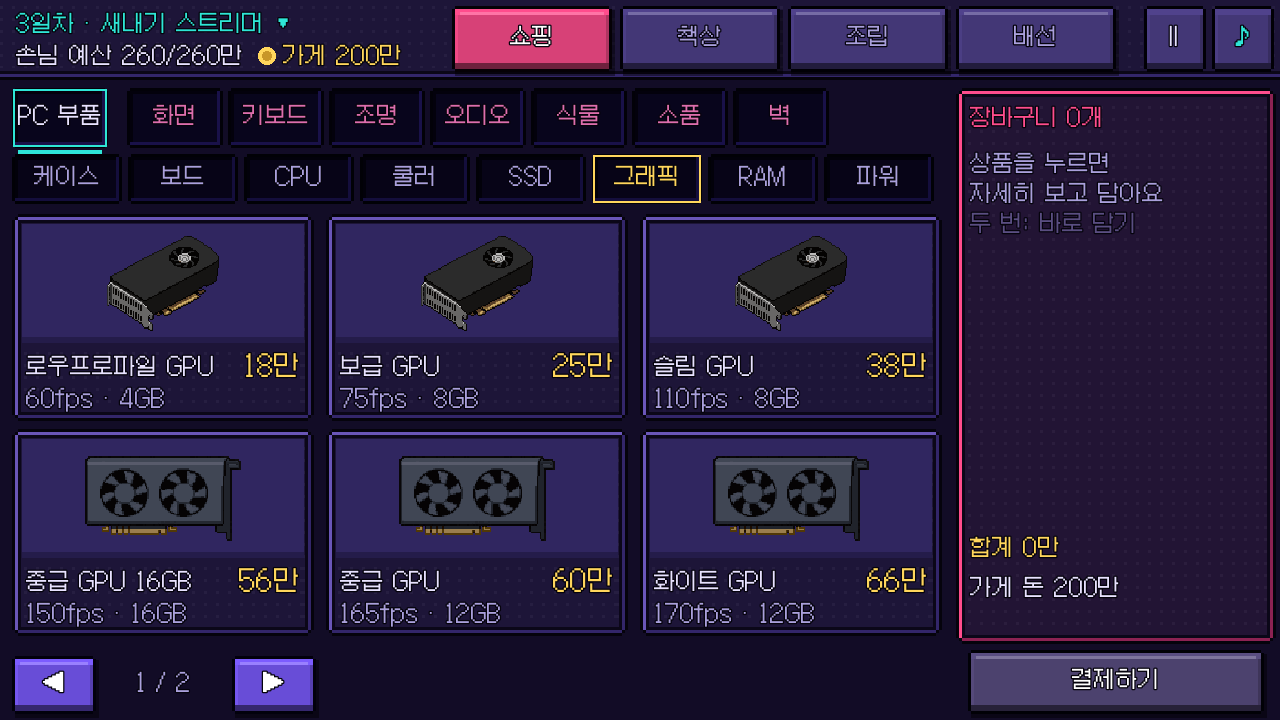 3일차 · 새내기 스트리머 ▼
손님 예산 260/260만 가게 200만
쇼핑 책상 조립 배선 || ♪
PC 부품 화면 키보드 조명 오디오 식물 소품 벽
케이스 보드 CPU 쿨러 SSD 그래픽 RAM 파워
로우프로파일 GPU 18만
60fps · 4GB
보급 GPU 25만
75fps · 8GB
슬림 GPU 38만
110fps · 8GB
중급 GPU 16GB 56만
150fps · 16GB
중급 GPU 60만
165fps · 12GB
화이트 GPU 66만
170fps · 12GB
1 / 2
장바구니 0개
상품을 누르면
자세히 보고 담아요
두 번: 바로 담기
합계 0만
가게 돈 200만
결제하기